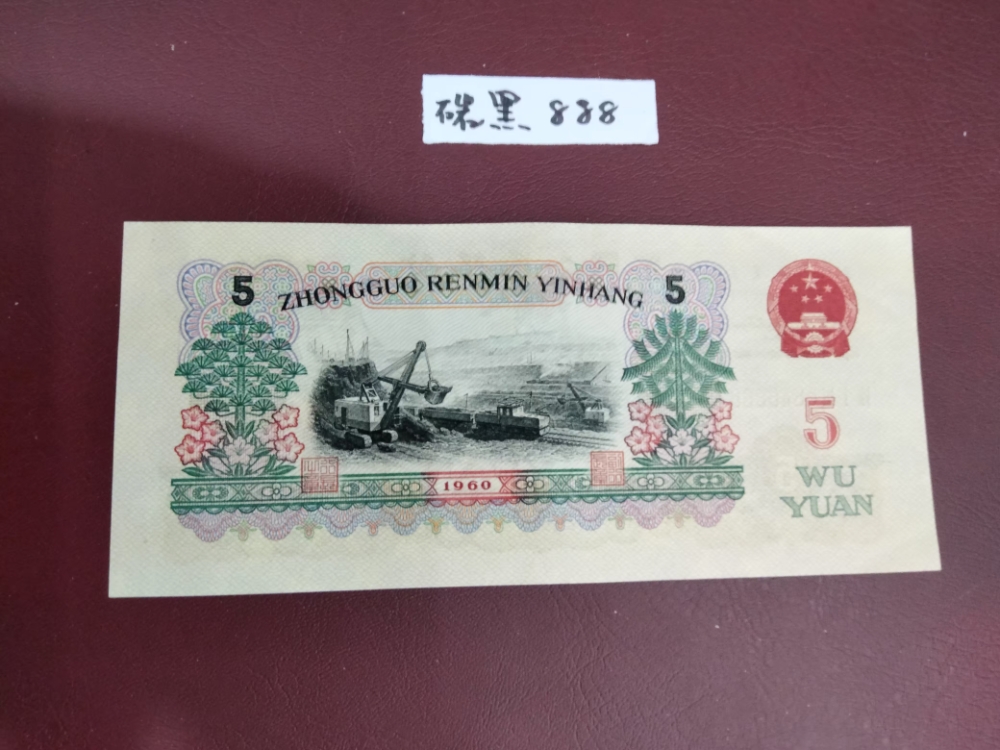 碳黑 888
5 ZHONGGUO RENMIN YINHANG 5
5
WU
YUAN
1960